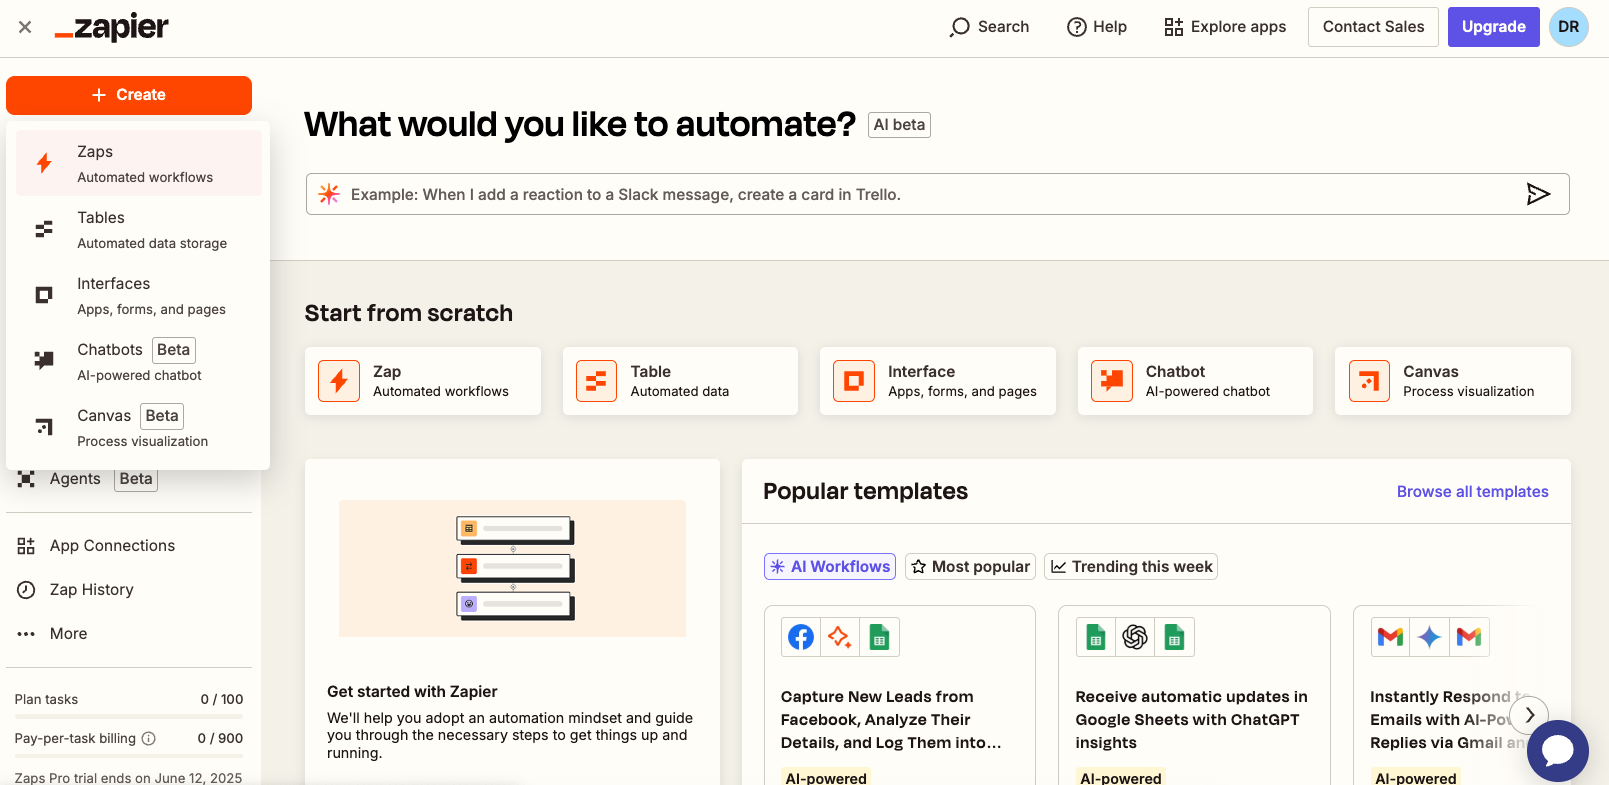 zapier
Search
Help
Explore apps
Contact Sales
Upgrade
DR
Create
Zaps
Automated workflows
Tables
Automated data storage
Interfaces
Apps, forms, and pages
Chatbots Beta
AI-powered chatbot
Canvas Beta
Process visualization
Agents Beta
App Connections
Zap History
More
Plan tasks 0 / 100
Pay-per-task billing 0 / 900
Zaps Pro trial ends on June 12, 2025
What would you like to automate? AI beta
Example: When I add a reaction to a Slack message, create a card in Trello.
Start from scratch
Zap
Automated workflows
Table
Automated data
Interface
Apps, forms, and pages
Chatbot
AI-powered chatbot
Canvas
Process visualization
Get started with Zapier
We'll help you adopt an automation mindset and guide
you through the necessary steps to get things up and
running.
Popular templates
Browse all templates
AI Workflows
Most popular
Trending this week
Capture New Leads from
Facebook, Analyze Their
Details, and Log Them into...
AI-powered
Receive automatic updates in
Google Sheets with ChatGPT
insights
AI-powered
Instantly Respond to
Emails with AI-Pow
Replies via Gmail an
AI-powered